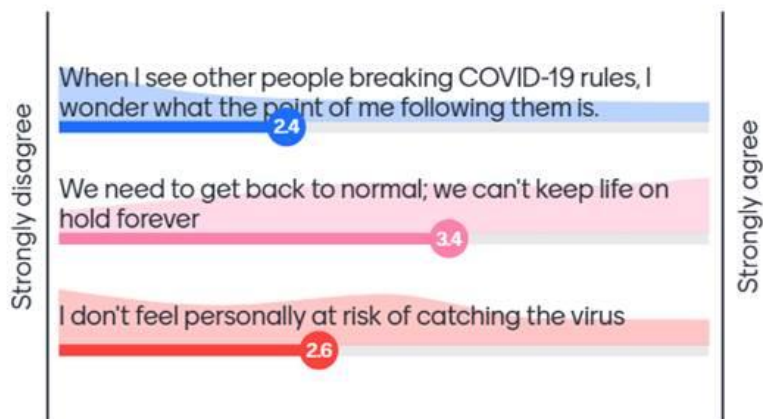 Strongly disagree
When I see other people breaking COVID-19 rules, I
wonder what the point of me following them is.
2.4
We need to get back to normal; we can't keep life on
hold forever
3.4
I don't feel personally at risk of catching the virus
2.6
Strongly agree